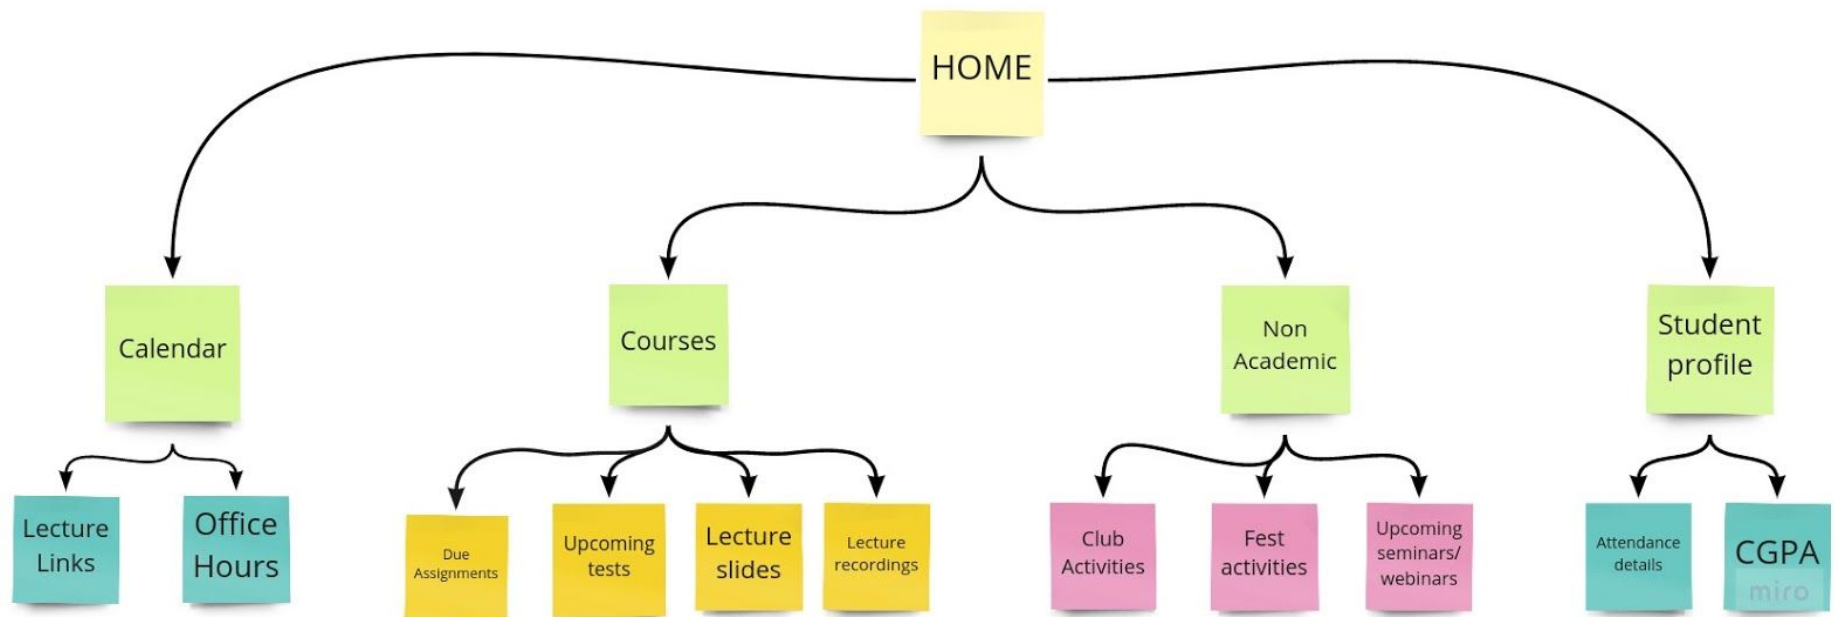 HOME
Calendar
Courses
Non
Academic
Student
profile
Lecture
Links
Office
Hours
Due
Assignments
Upcoming
tests
Lecture
slides
Lecture
recordings
Club
Activities
Fest
activities
Upcoming
seminars/
webinars
Attendance
details
CGPA
miro